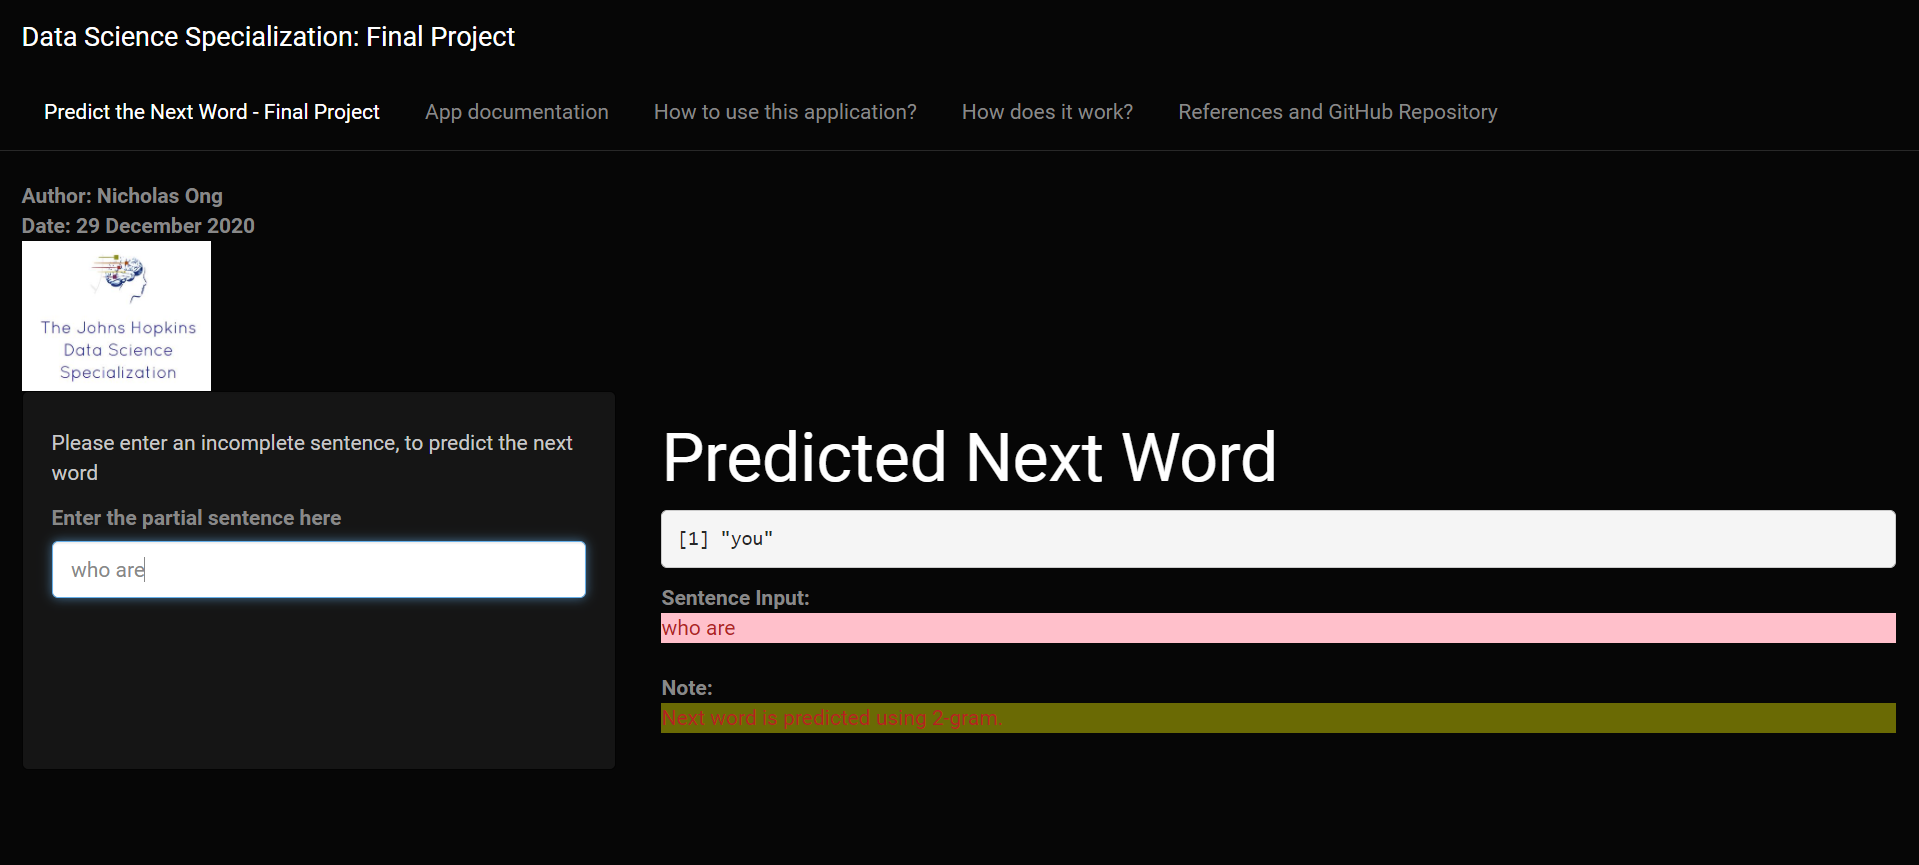 Data Science Specialization: Final Project
Predict the Next Word - Final Project App documentation How to use this application? How does it work? References and GitHub Repository
Author: Nicholas Ong
Date: 29 December 2020
The Johns Hopkins
Data Science
Specialization
Please enter an incomplete sentence, to predict the next
word
Enter the partial sentence here
who are
Predicted Next Word
[1] "you"
Sentence Input:
who are
Note:
Next word is predicted using 2-gram.